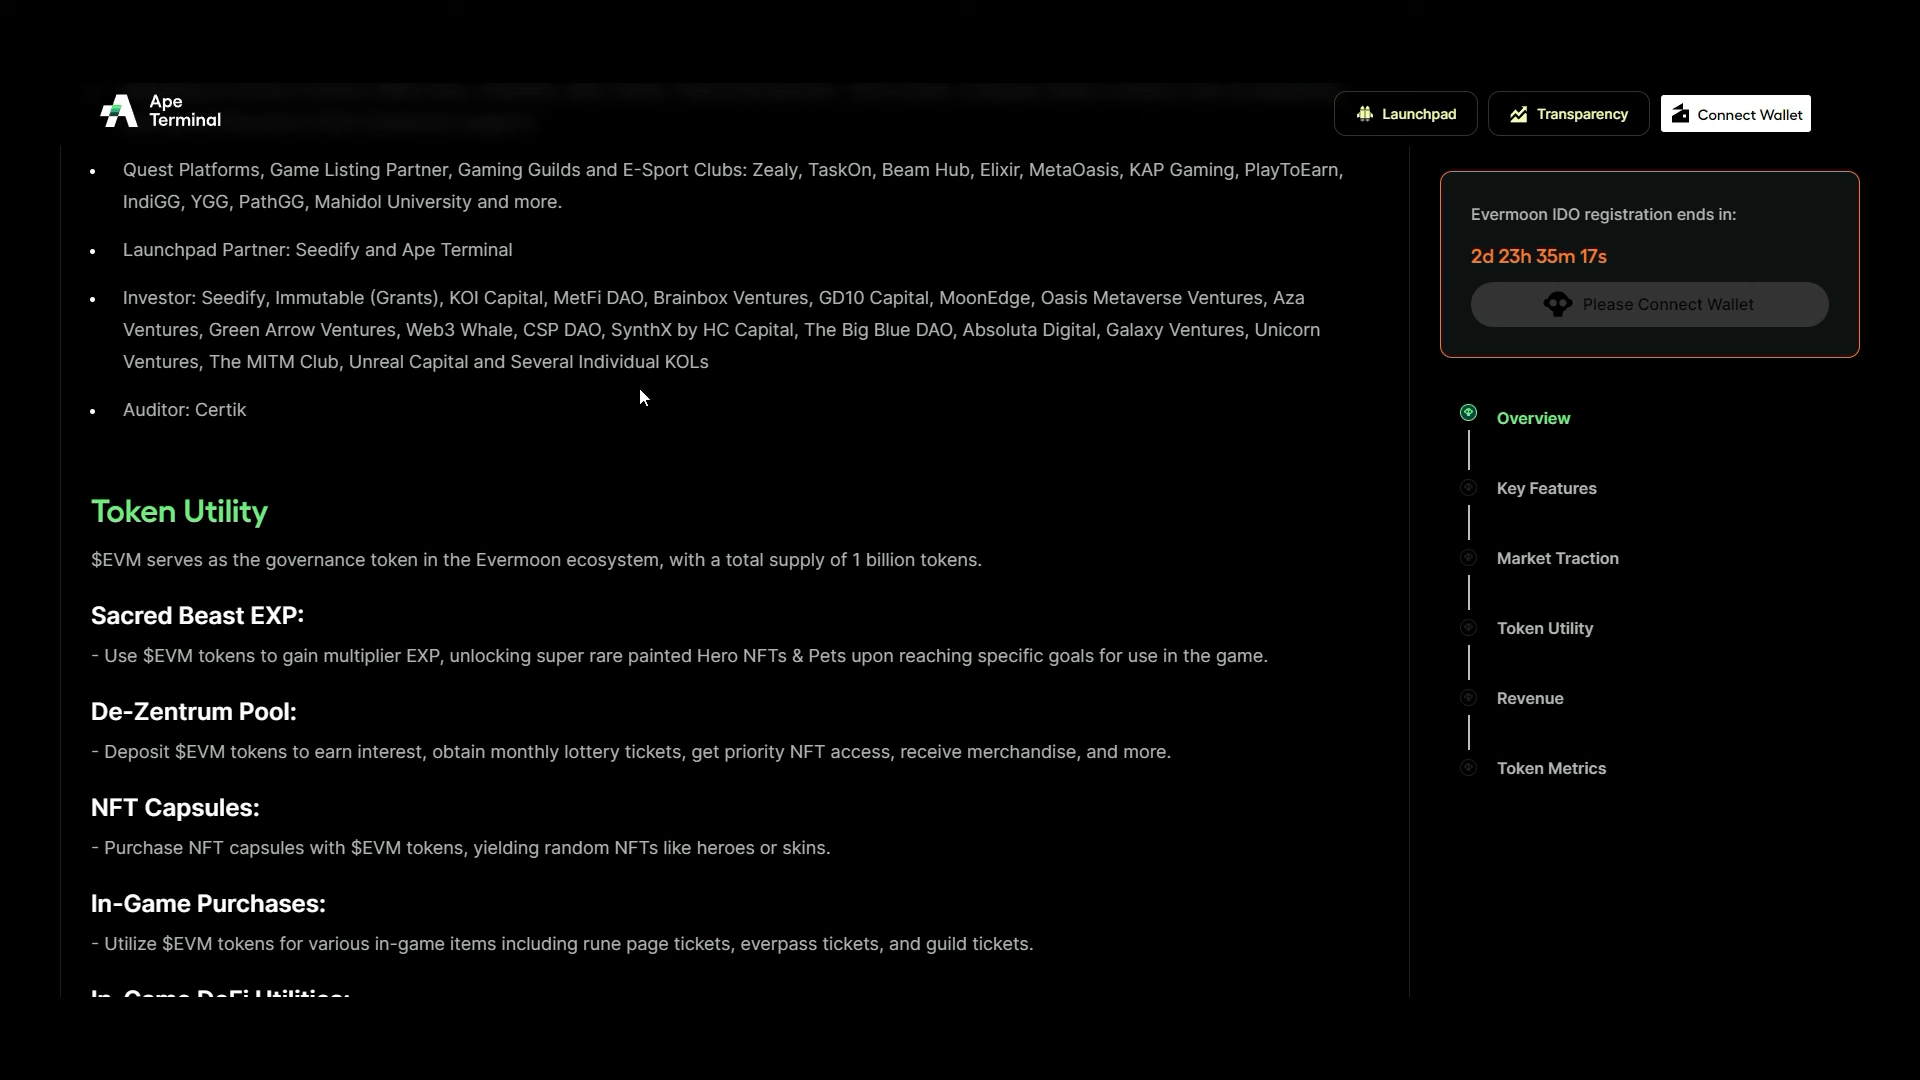 Ape
Terminal
Launchpad
Transparency
Connect Wallet
• Quest Platforms, Game Listing Partner, Gaming Guilds and E-Sport Clubs: Zealy, TaskOn, Beam Hub, Elixir, MetaOasis, KAP Gaming, PlayToEarn,
IndiGG, YGG, PathGG, Mahidol University and more.
• Launchpad Partner: Seedify and Ape Terminal
• Investor: Seedify, Immutable (Grants), KOI Capital, MetFi DAO, Brainbox Ventures, GD10 Capital, MoonEdge, Oasis Metaverse Ventures, Aza
Ventures, Green Arrow Ventures, Web3 Whale, CSP DAO, SynthX by HC Capital, The Big Blue DAO, Absoluta Digital, Galaxy Ventures, Unicorn
Ventures, The MITM Club, Unreal Capital and Several Individual KOLs
• Auditor: Certik
Token Utility
$EVM serves as the governance token in the Evermoon ecosystem, with a total supply of 1 billion tokens.
Sacred Beast EXP:
- Use $EVM tokens to gain multiplier EXP, unlocking super rare painted Hero NFTs & Pets upon reaching specific goals for use in the game.
De-Zentrum Pool:
- Deposit $EVM tokens to earn interest, obtain monthly lottery tickets, get priority NFT access, receive merchandise, and more.
NFT Capsules:
- Purchase NFT capsules with $EVM tokens, yielding random NFTs like heroes or skins.
In-Game Purchases:
- Utilize $EVM tokens for various in-game items including rune page tickets, everpass tickets, and guild tickets.
In-Game DeFi Utilities:
Evermoon IDO registration ends in:
2d 23h 35m 17s
Please Connect Wallet
Overview
Key Features
Market Traction
Token Utility
Revenue
Token Metrics